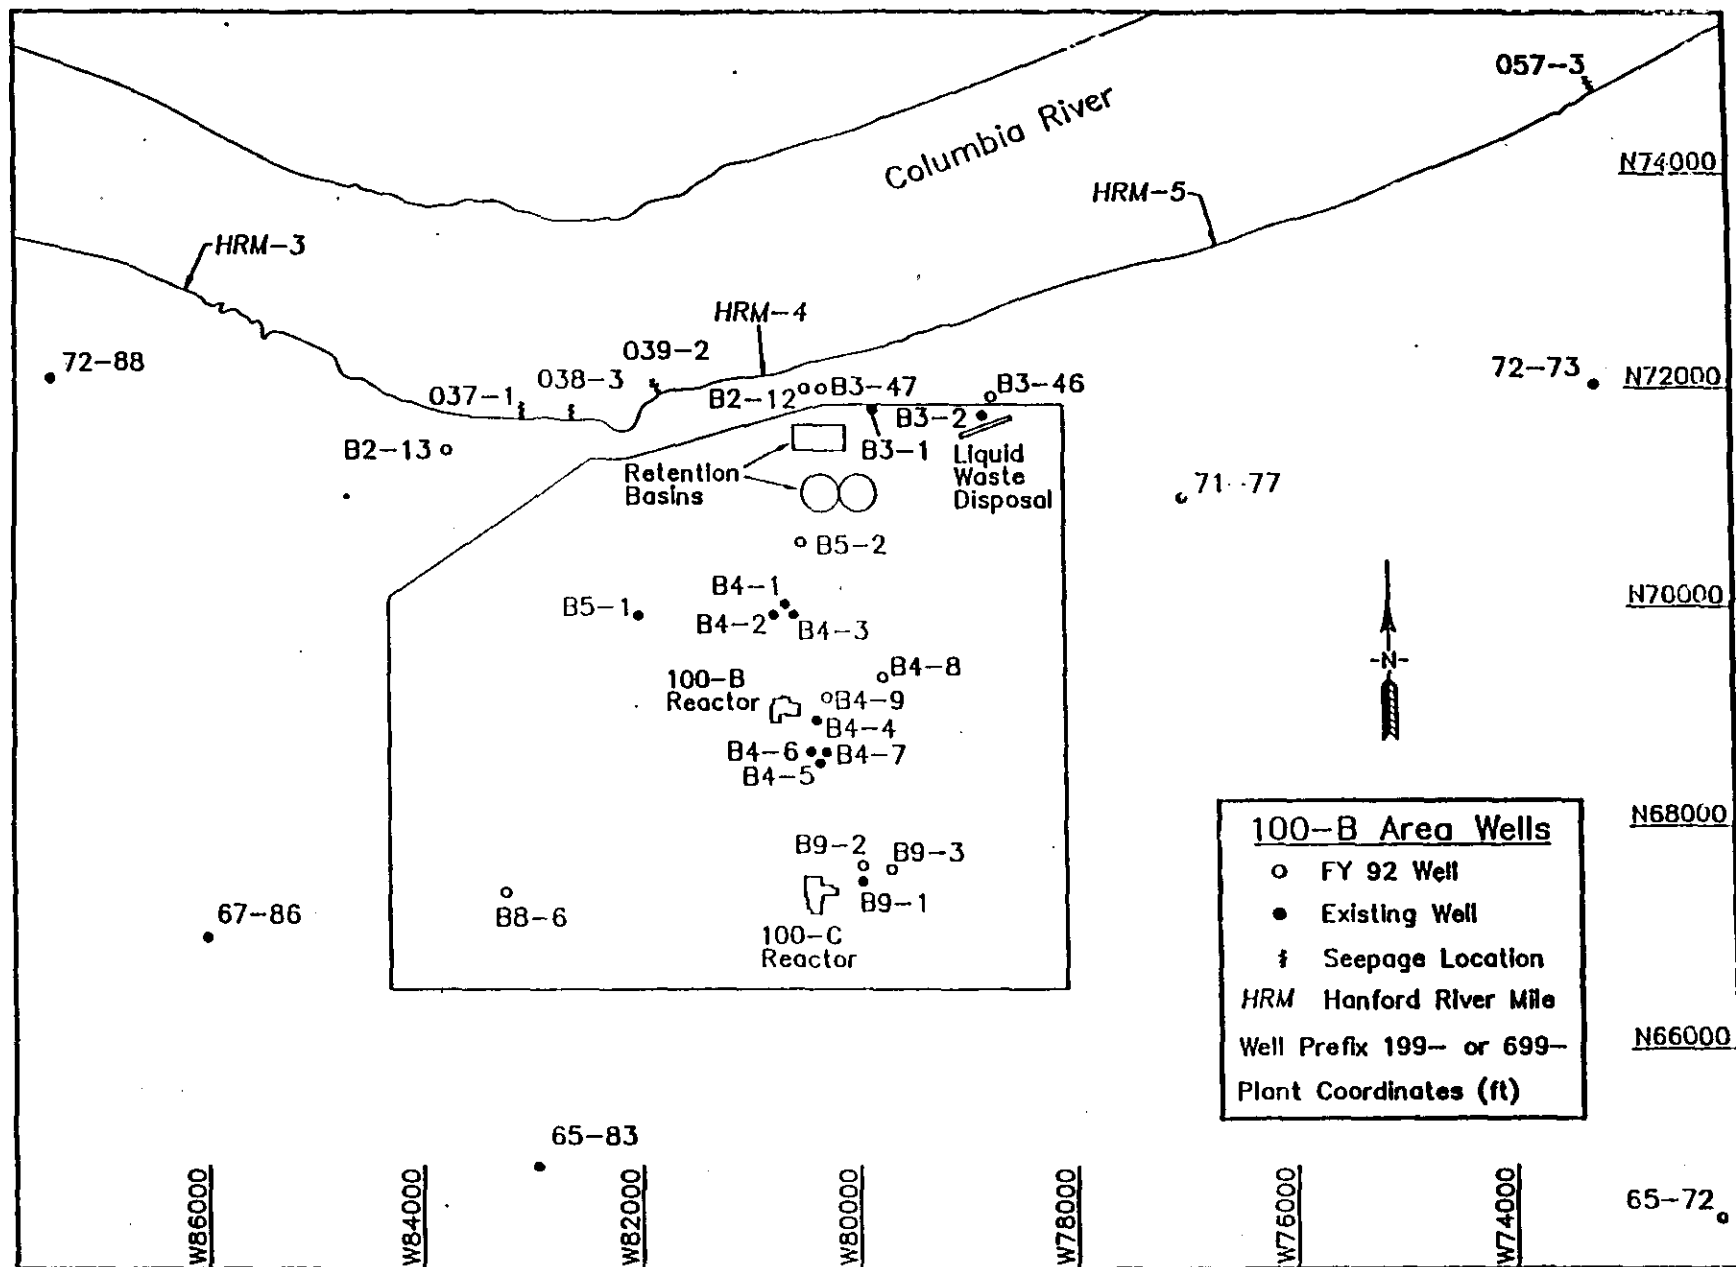 057-3
Columbia River
N74000
HRM-5
HRM-3
HRM-4
72-88
039-2
038-3
037-1
B2-12
B3-47
B3-46
72-73
N72000
B3-2
B3-1
B2-13
Retention
Basins
Liquid
Waste
Disposal
71-77
B5-2
B4-1
B5-1
B4-2
B4-3
N70000
B4-8
100-B
Reactor
B4-9
B4-4
B4-6
B4-7
B4-5
N68000
100-B Area Wells
FY 92 Well
Existing Well
Seepage Location
HRM Hanford River Mile
Well Prefix 199- or 699-
Plant Coordinates (ft)
B9-2
B9-3
B9-1
B8-6
67-86
100-C
Reactor
-N-
N66000
65-83
65-72
W86000
W84000
W82000
W80000
W78000
W76000
W74000